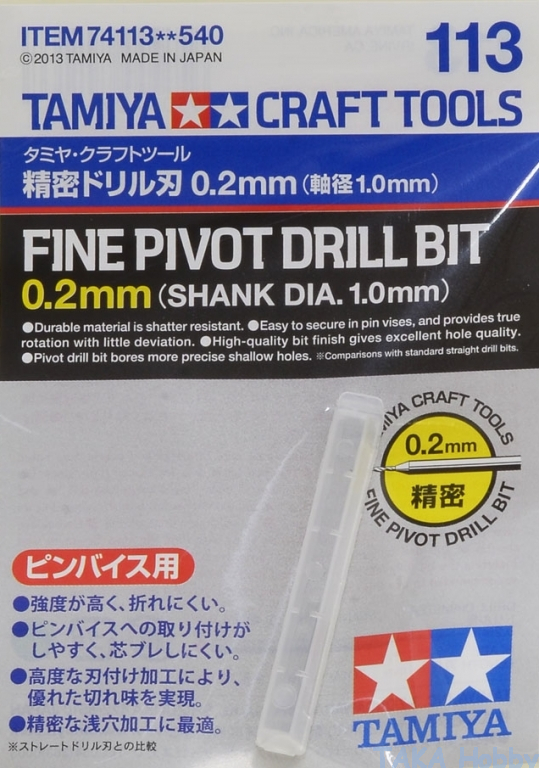 ITEM 74113**540
113
©2013 TAMIYA MADE IN JAPAN
TAMIYA CRAFT TOOLS
タミヤ・クラフトツール
精密ドリル刃 0.2mm(軸径1.0mm)
FINE PIVOT DRILL BIT
0.2mm (SHANK DIA. 1.0mm)
●Durable material is shatter resistant. ●Easy to secure in pin vises, and provides true
rotation with little deviation. ●High-quality bit finish gives excellent hole quality.
●Pivot drill bit bores more precise shallow holes. ※Comparisons with standard straight drill bits.
TAMIYA CRAFT TOOLS
0.2mm
精密
FINE PIVOT DRILL BIT
ピンバイス用
●強度が高く、折れにくい。
●ピンバイスへの取り付けが
しやすく、芯ブレしにくい。
●高度な刃付け加工により、
優れた切れ味を実現。
●精密な浅穴加工に最適。
※ストレートドリル刃との比較
TAMIYA
TAKA Hobby